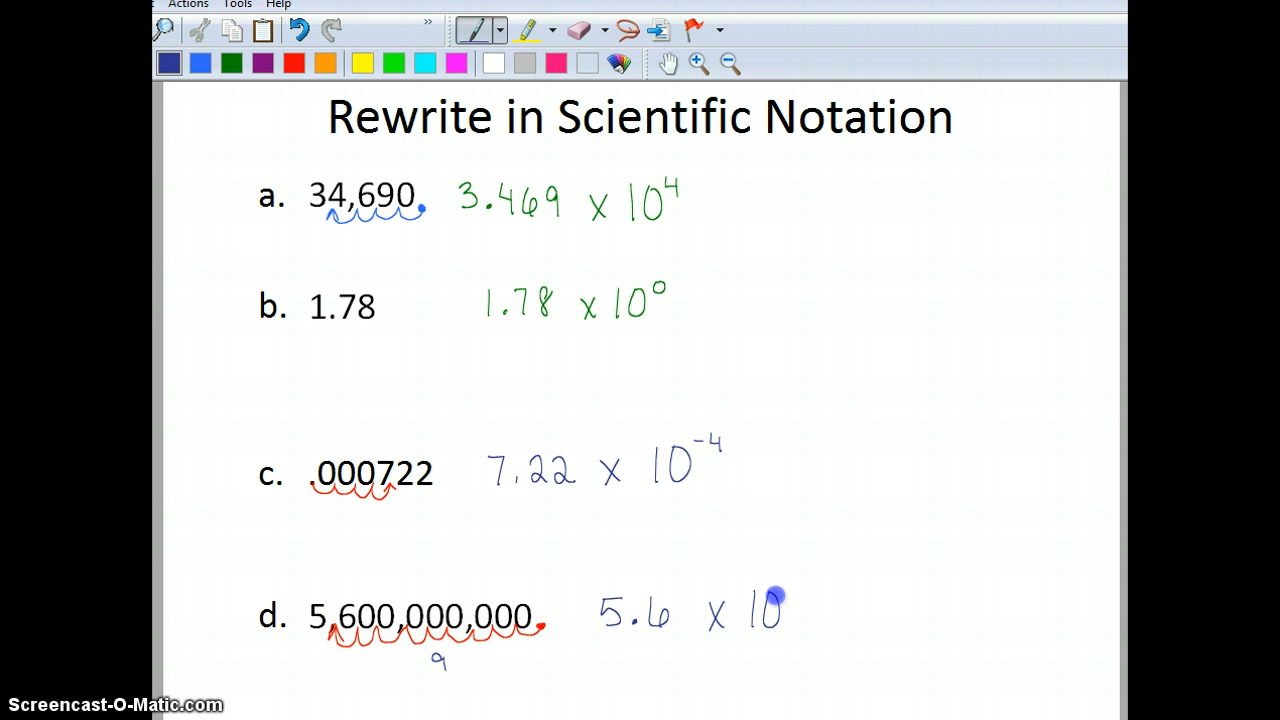 Actions Tools Help
»
Rewrite in Scientific Notation
a. 34,690 3.469 x 10⁴
b. 1.78 1.78 x 10⁰
c. .000722 7.22 x 10⁻⁴
d. 5,600,000,000. 5.6 x 10
9
Screencast-O-Matic.com